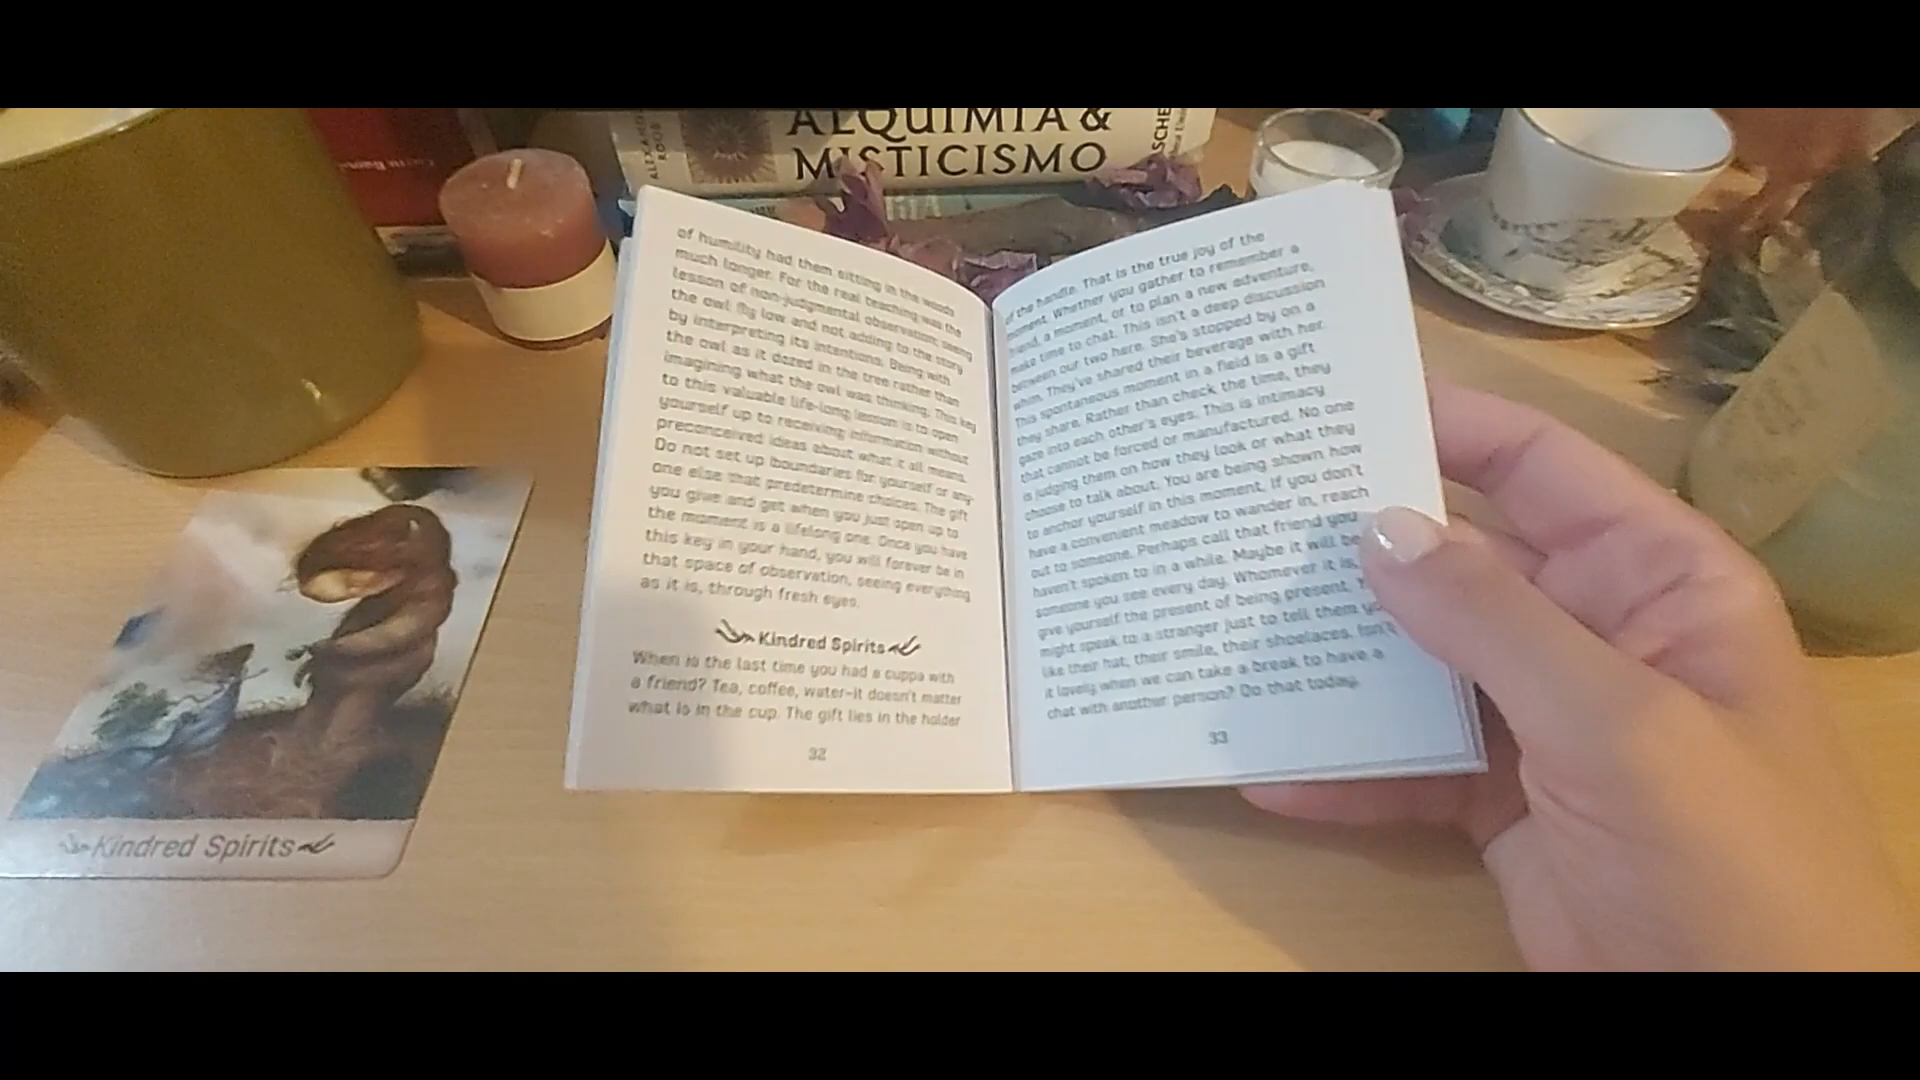 ALQUIMIA &
MISTICISMO
of humility had them sitting in the woods
much longer. For the real teaching was the
lesson of non-judgmental observation; seeing
the owl fly low and not adding to the story
by interpreting its intentions. Being with
the owl as it dozed in the tree rather than
imagining what the owl was thinking. This key
to this valuable life-long lesson is to open
yourself up to receiving information without
preconceived ideas about what it all means.
Do not set up boundaries for yourself or any-
one else that predetermine choices. The gift
you give and get when you just open up to
the moment is a lifelong one. Once you have
this key in your hand, you will forever be in
that space of observation, seeing everything
as it is, through fresh eyes.
Kindred Spirits
When is the last time you had a cuppa with
a friend? Tea, coffee, water–it doesn't matter
what is in the cup. The gift lies in the holder
32
of the handle. That is the true joy of the
moment. Whether you gather to remember a
friend, a moment, or to plan a new adventure,
make time to chat. This isn't a deep discussion
between our two here. She's stopped by on a
whim. They've shared their beverage with her.
This spontaneous moment in a field is a gift
they share. Rather than check the time, they
gaze into each other's eyes. This is intimacy
that cannot be forced or manufactured. No one
is judging them on how they look or what they
choose to talk about. You are being shown how
to anchor yourself in this moment. If you don't
have a convenient meadow to wander in, reach
out to someone. Perhaps call that friend you
haven't spoken to in a while. Maybe it will be
someone you see every day. Whomever it is,
give yourself the present of being present.
might speak to a stranger just to tell them
like their hat, their smile, their shoelaces. Isn't
it lovely when we can take a break to have a
chat with another person? Do that today.
33
Kindred Spirits